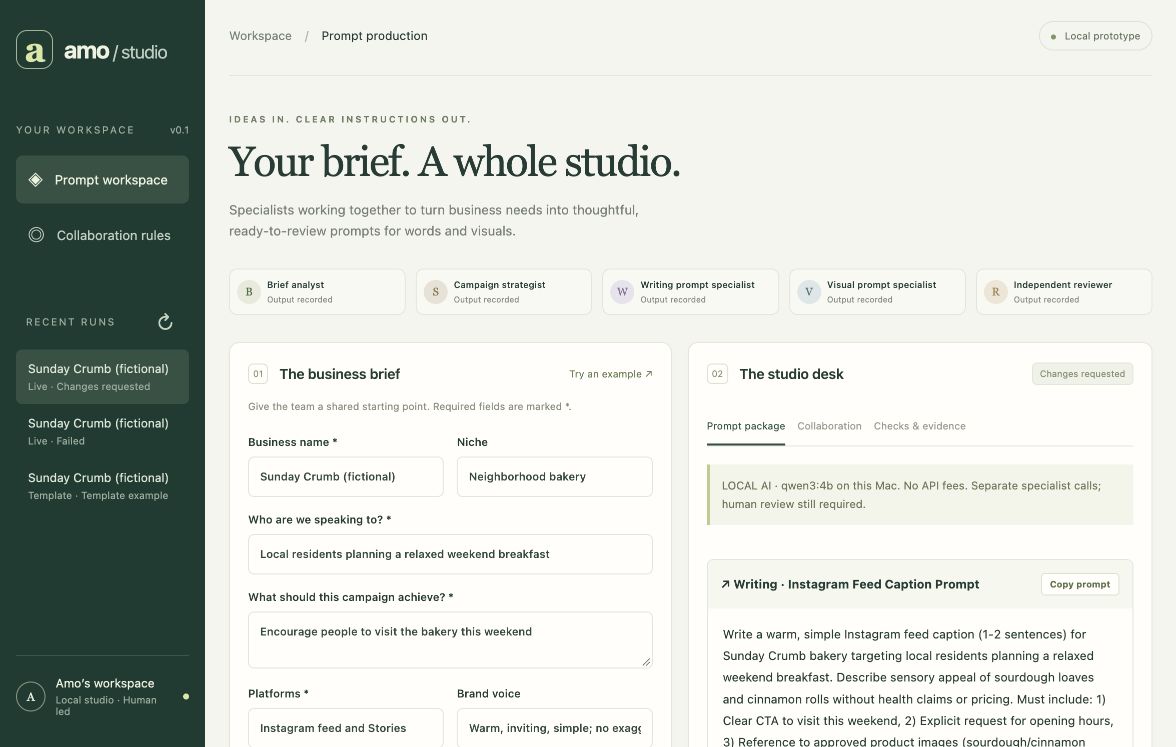 a amo / studio
YOUR WORKSPACE v0.1
Prompt workspace
Collaboration rules
RECENT RUNS
Sunday Crumb (fictional)
Live · Changes requested
Sunday Crumb (fictional)
Live · Failed
Sunday Crumb (fictional)
Template · Template example
A
Amo's workspace
Local studio · Human
led
Workspace / Prompt production
Local prototype
IDEAS IN. CLEAR INSTRUCTIONS OUT.
Your brief. A whole studio.
Specialists working together to turn business needs into thoughtful,
ready-to-review prompts for words and visuals.
B
Brief analyst
Output recorded
S
Campaign strategist
Output recorded
W
Writing prompt specialist
Output recorded
V
Visual prompt specialist
Output recorded
R
Independent reviewer
Output recorded
01 The business brief Try an example ↗
Give the team a shared starting point. Required fields are marked *.
Business name * Niche
Sunday Crumb (fictional) Neighborhood bakery
Who are we speaking to? *
Local residents planning a relaxed weekend breakfast
What should this campaign achieve? *
Encourage people to visit the bakery this weekend
Platforms * Brand voice
Instagram feed and Stories Warm, inviting, simple; no exagg
02 The studio desk Changes requested
Prompt package Collaboration Checks & evidence
LOCAL AI · qwen3:4b on this Mac. No API fees. Separate specialist calls;
human review still required.
↗ Writing · Instagram Feed Caption Prompt Copy prompt
Write a warm, simple Instagram feed caption (1-2 sentences) for
Sunday Crumb bakery targeting local residents planning a relaxed
weekend breakfast. Describe sensory appeal of sourdough loaves
and cinnamon rolls without health claims or pricing. Must include: 1)
Clear CTA to visit this weekend, 2) Explicit request for opening hours,
3) Reference to approved product images (sourdough/cinnamon